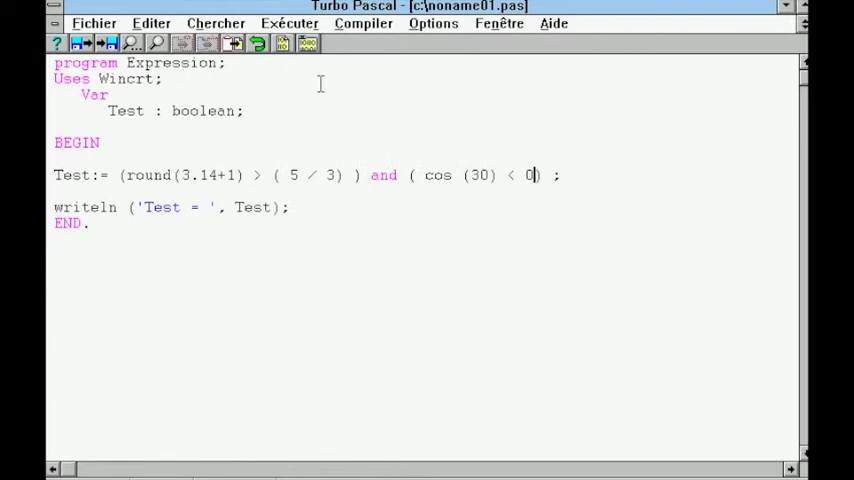 Turbo Pascal - [c:\noname01.pas]
Fichier Editer Chercher Exécuter Compiler Options Fenêtre Aide
program Expression;
Uses Wincrt;
Var
Test : boolean;
BEGIN
Test:= (round(3.14+1) > ( 5 / 3) ) and ( cos (30) < 0) ;
writeln ('Test = ', Test);
END.